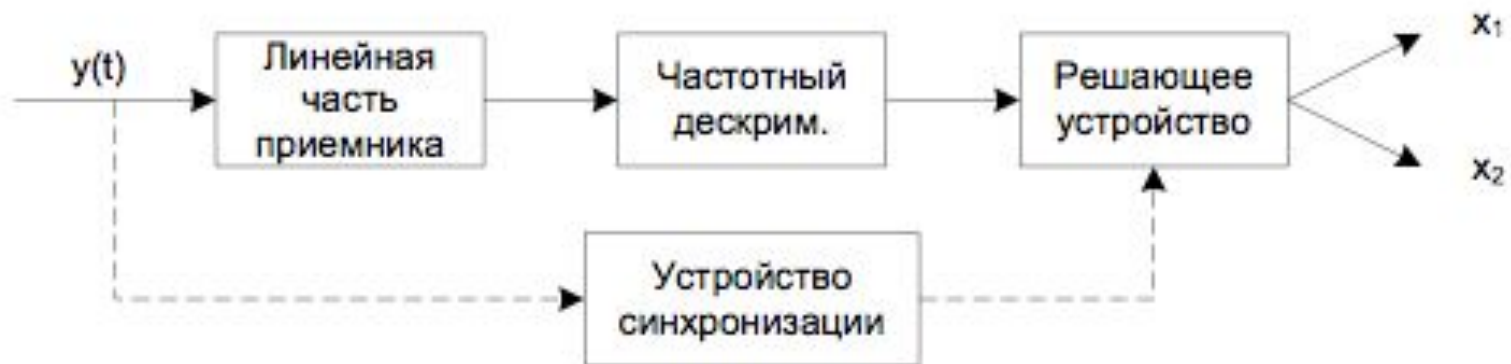 y(t)
Линейная
часть
приемника
Частотный
дескрим.
Решающее
устройство
x₁
x₂
Устройство
синхронизации